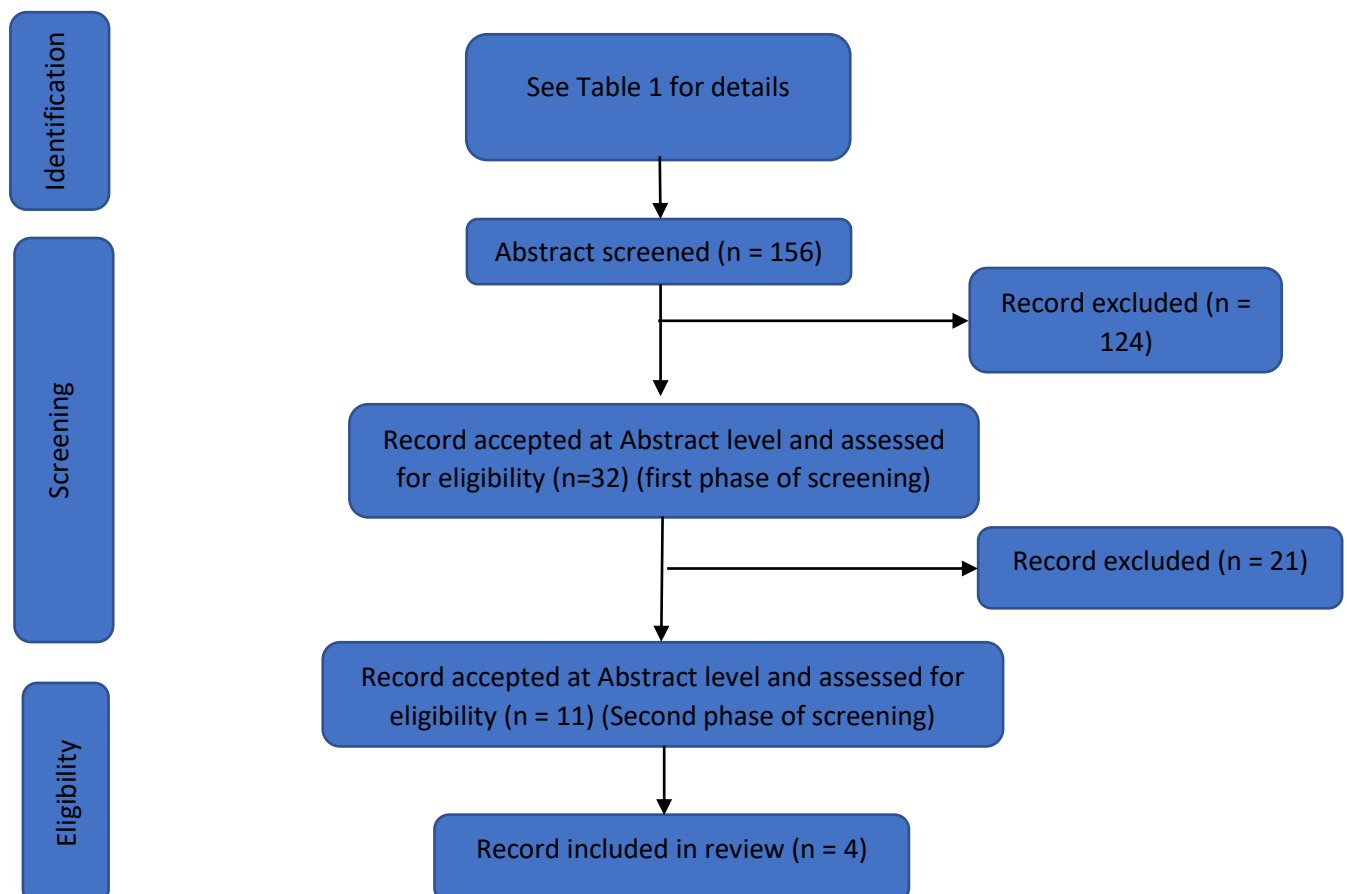 Identification
See Table 1 for details
Abstract screened (n = 156)
Record excluded (n =
124)
Screening
Record accepted at Abstract level and assessed
for eligibility (n=32) (first phase of screening)
Record excluded (n = 21)
Record accepted at Abstract level and assessed for
eligibility (n = 11) (Second phase of screening)
Eligibility
Record included in review (n = 4)